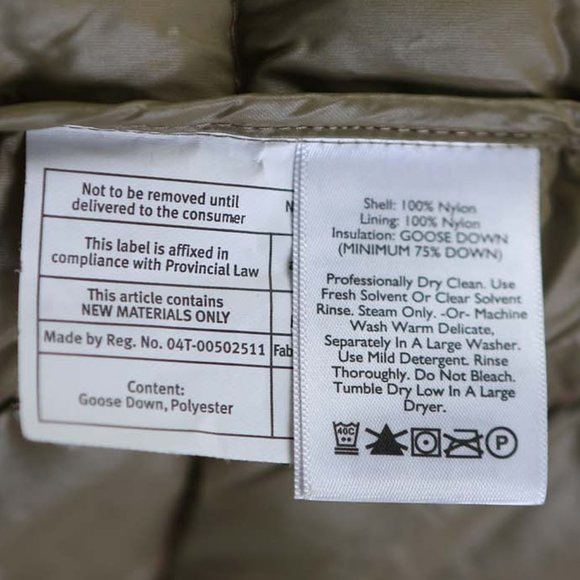 Not to be removed until
delivered to the consumer
This label is affixed in
compliance with Provincial Law
This article contains
NEW MATERIALS ONLY
Made by Reg. No. 04T-00502511
Content:
Goose Down, Polyester
Shell: 100% Nylon
Lining: 100% Nylon
Insulation: GOOSE DOWN
(MINIMUM 75% DOWN)
Professionally Dry Clean. Use
Fresh Solvent Or Clear Solvent
Rinse. Steam Only. -Or- Machine
Wash Warm Delicate,
Separately In A Large Washer.
Use Mild Detergent. Rinse
Thoroughly. Do Not Bleach.
Tumble Dry Low In A Large
Dryer.
40C
P